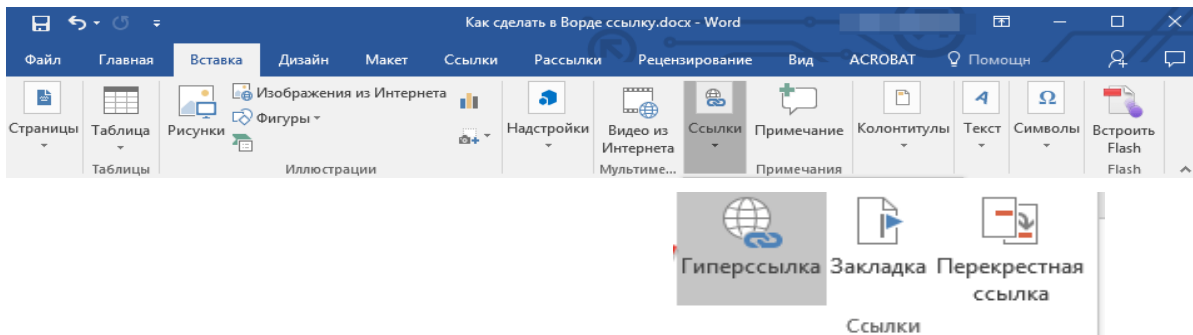 Как сделать в Ворде ссылку.docx - Word
Файл Главная Вставка Дизайн Макет Ссылки Рассылки Рецензирование Вид ACROBAT Помощн
Страницы
Таблица
Таблицы
Рисунки
Изображения из Интернета
Фигуры
Иллюстрации
Надстройки
Видео из
Интернета
Мультиме...
Ссылки
Примечание
Примечания
Колонтитулы
Текст
Символы
Встроить
Flash
Flash
Гиперссылка
Закладка
Перекрестная
ссылка
Ссылки